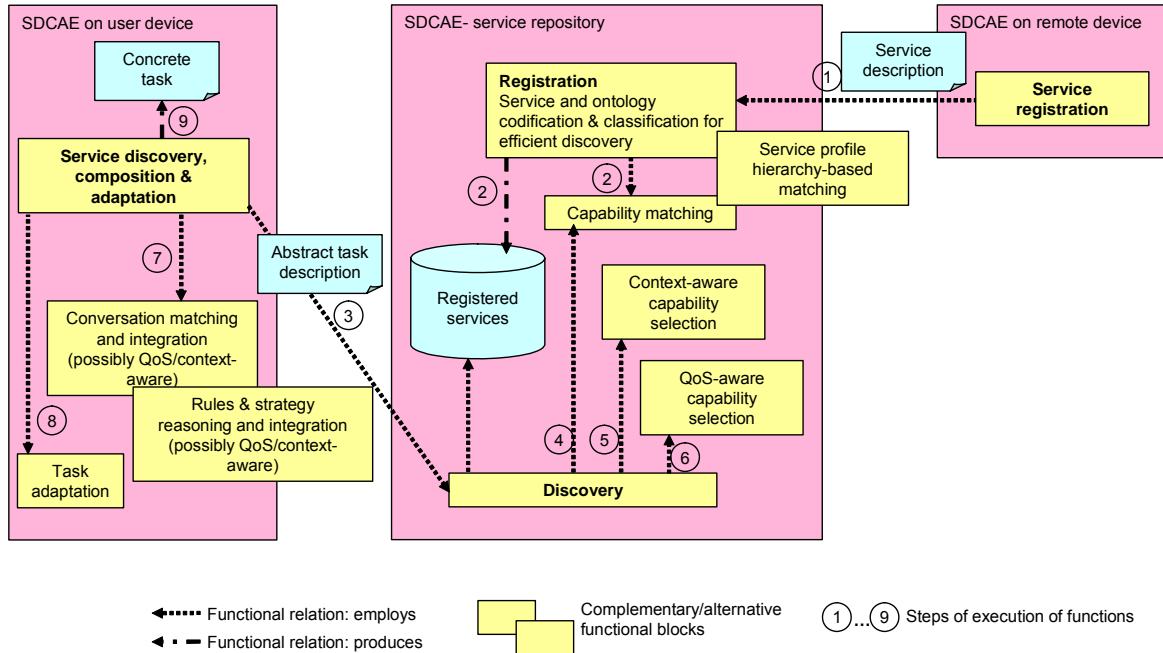 SDCAE on user device
Concrete
task
9
Service discovery,
composition &
adaptation
7
Abstract task
description
3
Conversation matching
and integration
(possibly QoS/context-
aware)
8
Rules & strategy
reasoning and integration
(possibly QoS/context-
aware)
Task
adaptation
SDCAE- service repository
Registration
Service and ontology
codification & classification for
efficient discovery
Service profile
hierarchy-based
matching
2
2
Capability matching
Registered
services
Context-aware
capability
selection
QoS-aware
capability
selection
4
5
6
Discovery
SDCAE on remote device
1
Service
description
Service
registration
Functional relation: employs
Functional relation: produces
Complementary/alternative
functional blocks
1 ... 9 Steps of execution of functions